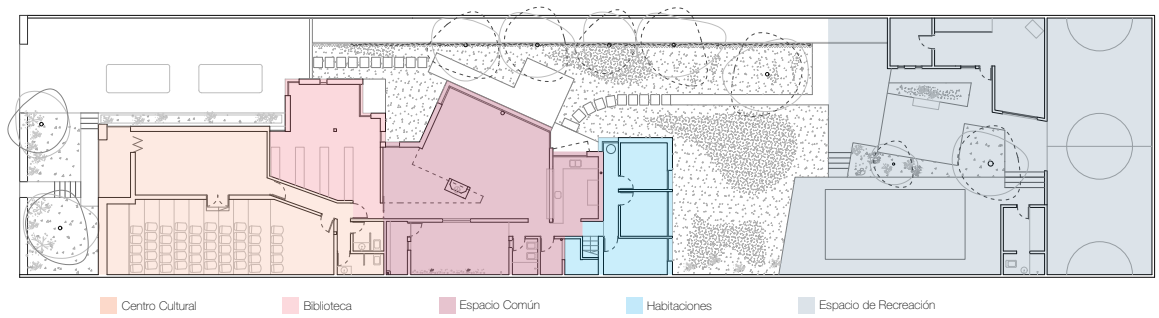 Centro Cultural
Biblioteca
Espacio Común
Habitaciones
Espacio de Recreación